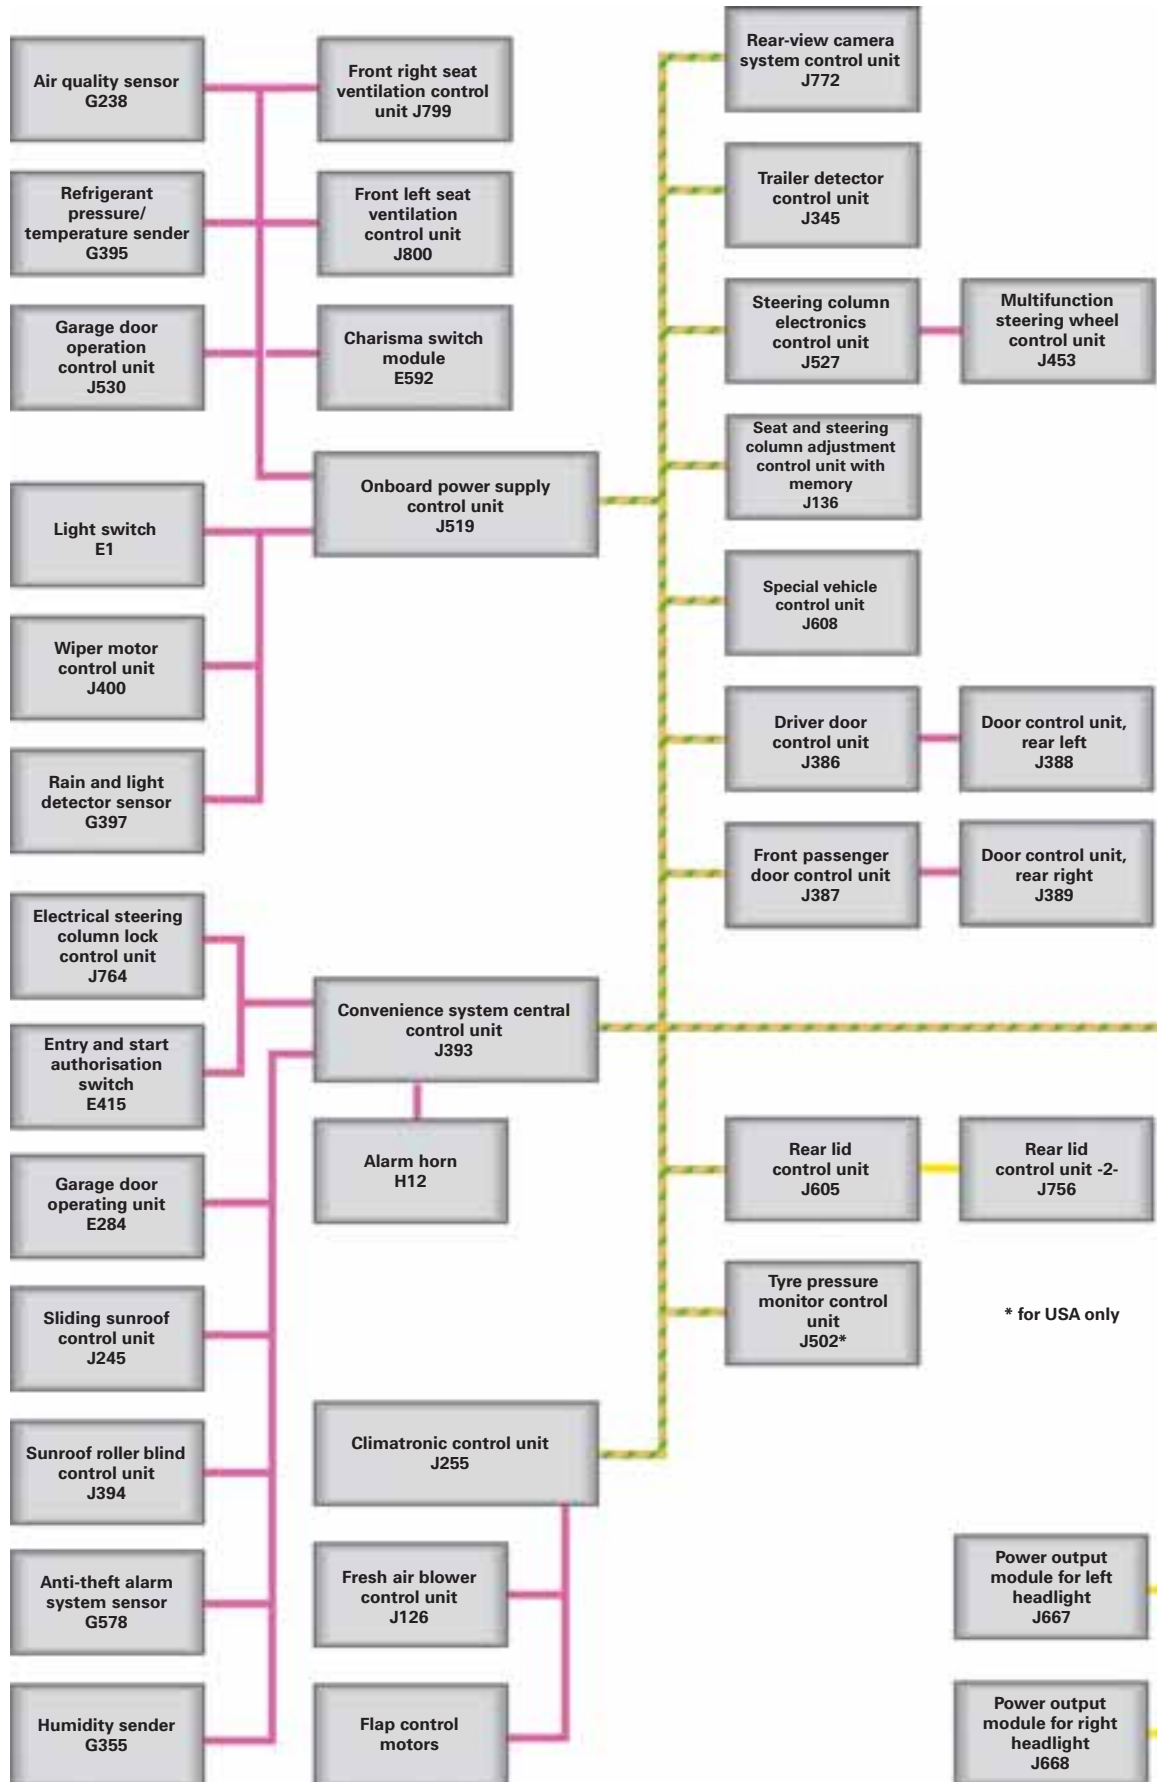 Air quality sensor
G238
Front right seat
ventilation control
unit J799
Rear-view camera
system control unit
J772
Refrigerant
pressure/
temperature sender
G395
Front left seat
ventilation
control unit
J800
Trailer detector
control unit
J345
Garage door
operation
control unit
J530
Charisma switch
module
E592
Steering column
electronics
control unit
J527
Multifunction
steering wheel
control unit
J453
Onboard power supply
control unit
J519
Seat and steering
column adjustment
control unit with
memory
J136
Light switch
E1
Special vehicle
control unit
J608
Wiper motor
control unit
J400
Driver door
control unit
J386
Door control unit,
rear left
J388
Rain and light
detector sensor
G397
Front passenger
door control unit
J387
Door control unit,
rear right
J389
Electrical steering
column lock
control unit
J764
Convenience system central
control unit
J393
Entry and start
authorisation
switch
E415
Alarm horn
H12
Rear lid
control unit
J605
Rear lid
control unit -2-
J756
Garage door
operating unit
E284
Tyre pressure
monitor control
unit
J502*
* for USA only
Sliding sunroof
control unit
J245
Climatronic control unit
J255
Sunroof roller blind
control unit
J394
Fresh air blower
control unit
J126
Power output
module for left
headlight
J667
Anti-theft alarm
system sensor
G578
Humidity sender
G355
Flap control
motors
Power output
module for right
headlight
J668